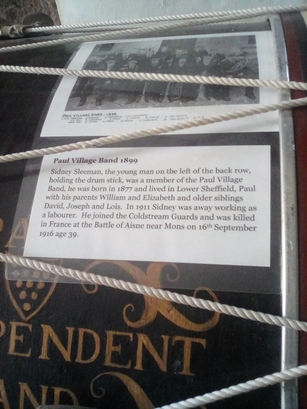 PAUL VILLAGE BAND
Paul Village Band 1899
Sidney Sleeman, the young man on the left of the back row,
holding the drum stick, was a member of the Paul Village
Band, he was born in 1877 and lived in Lower Sheffield, Paul
with his parents William and Elizabeth and older siblings
David, Joseph and Lois. In 1911 Sidney was away working as
a labourer. He joined the Coldstream Guards and was killed
in France at the Battle of Aisne near Mons on 16th September
1916 age 39.
PENDENT
AND